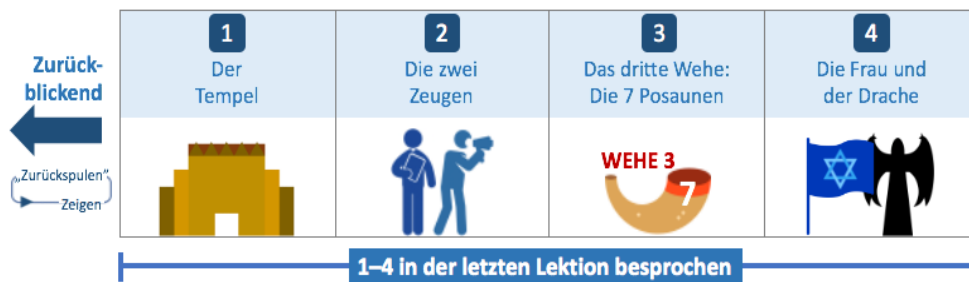 Zurück-
blickend
„Zurückspulen”
Zeigen
1
Der
Tempel
2
Die zwei
Zeugen
3
Das dritte Wehe:
Die 7 Posaunen
WEHE 3
7
4
Die Frau und
der Drache
1–4 in der letzten Lektion besprochen